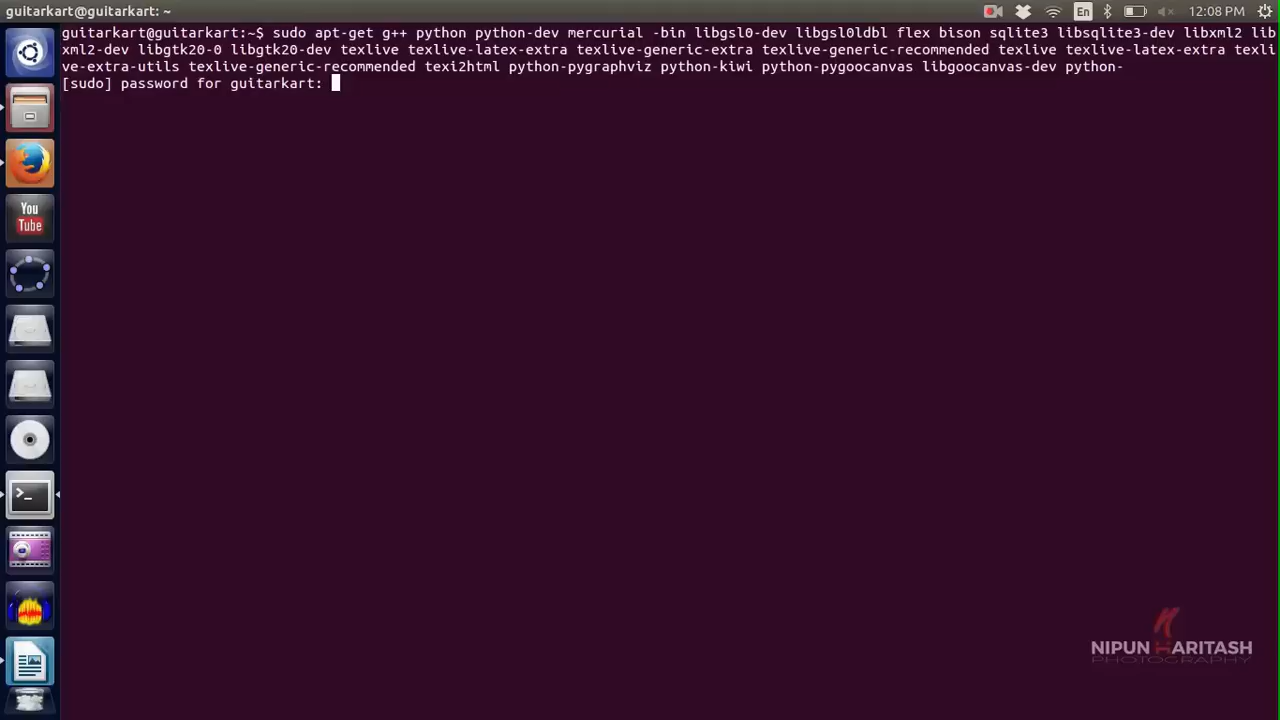 guitarkart@guitarkart: ~
En
12:08 PM
guitarkart@guitarkart:~$ sudo apt-get g++ python python-dev mercurial -bin libgsl0-dev libgsl0ldbl flex bison sqlite3 libsqlite3-dev libxml2 lib
xml2-dev libgtk20-0 libgtk20-dev texlive texlive-latex-extra texlive-generic-extra texlive-generic-recommended texlive texlive-latex-extra texli
ve-extra-utils texlive-generic-recommended texi2html python-pygraphviz python-kiwi python-pygoocanvas libgoocanvas-dev python-
[sudo] password for guitarkart:
You
Tube
>_
NIPUN HARITASH
PHOTOGRAPHY